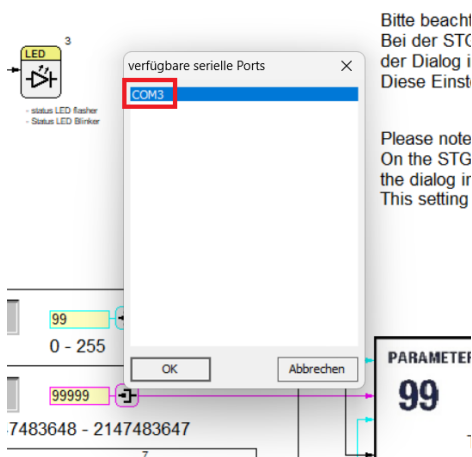 Bitte beacht
Bei der STG
der Dialog i
Diese Einst
3
LED
- status LED flasher
- Status LED Blinker
verfügbare serielle Ports
COM3
Please note
On the STG
the dialog in
This setting
99
0 - 255
OK
Abbrechen
PARAMETER
99
99999
7483648 - 2147483647
7